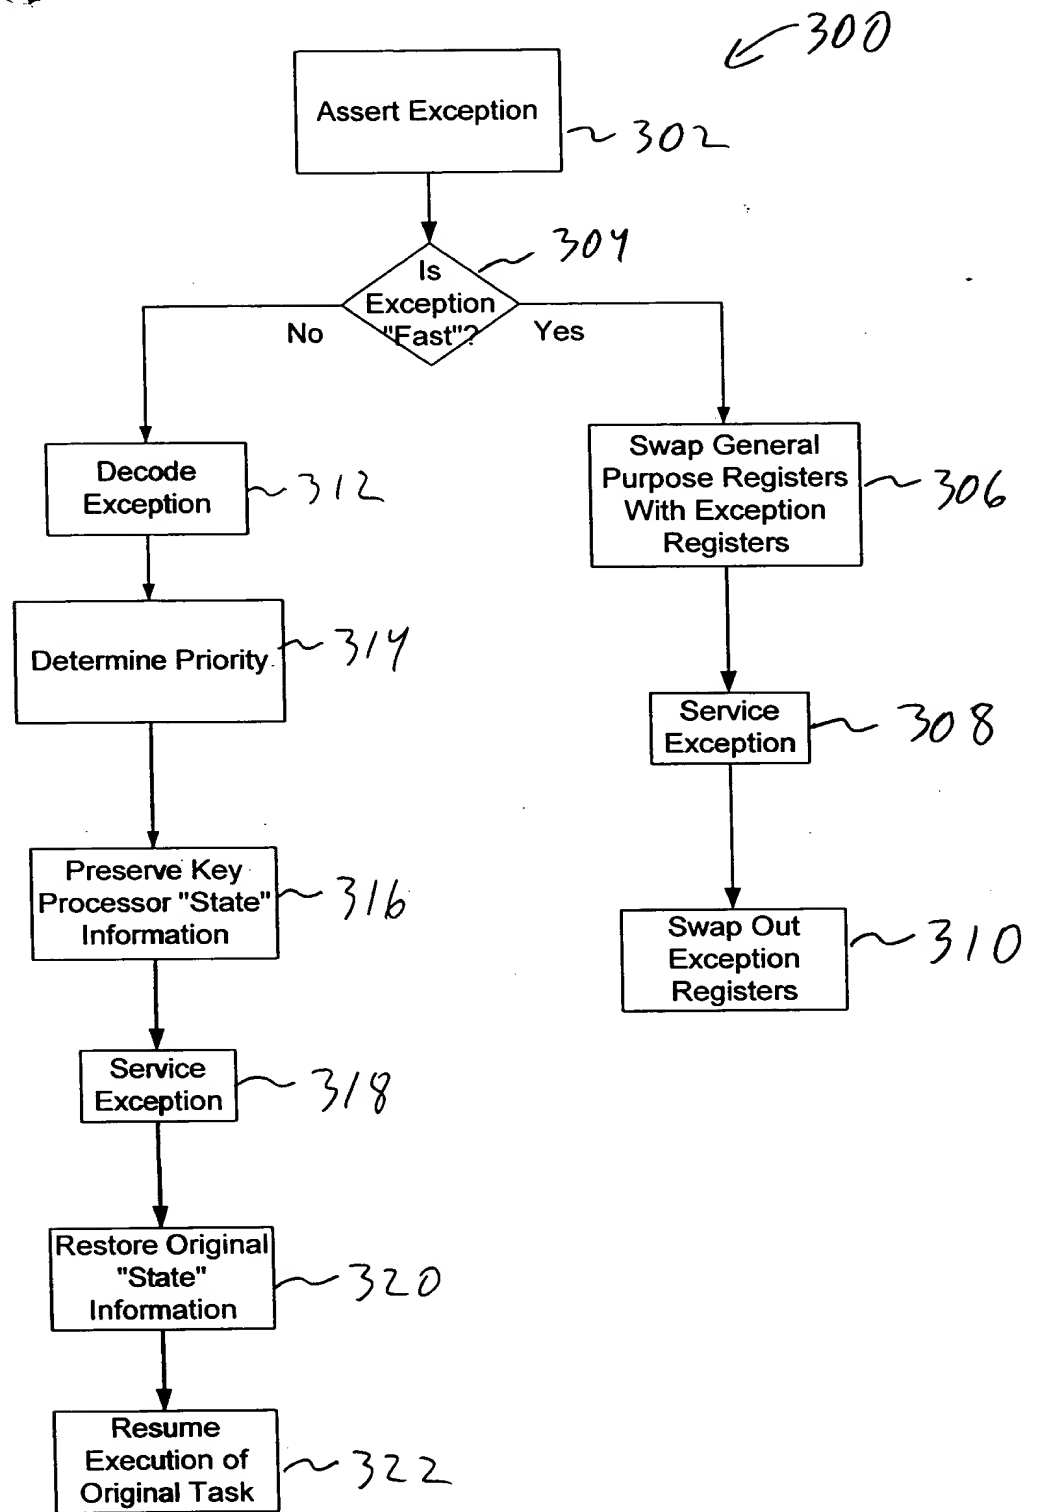 300
Assert Exception
302
304
Is
Exception
"Fast"?
No
Yes
Decode
Exception
312
Swap General
Purpose Registers
With Exception
Registers
306
Determine Priority
314
Service
Exception
308
Preserve Key
Processor "State"
Information
316
Swap Out
Exception
Registers
310
Service
Exception
318
Restore Original
"State"
Information
320
Resume
Execution of
Original Task
322